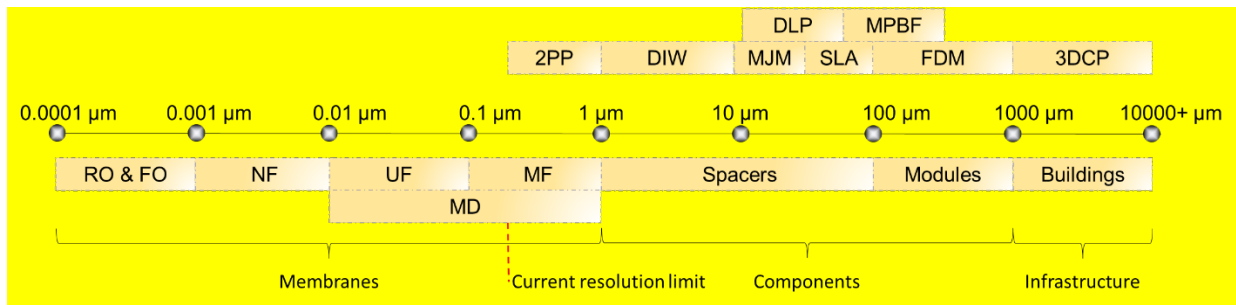 DLP MPBF
2PP DIW MJM SLA FDM 3DCP
0.0001 µm 0.001 µm 0.01 µm 0.1 µm 1 µm 10 µm 100 µm 1000 µm 10000+ µm
RO & FO NF UF MF Spacers Modules Buildings
MD
Membranes Current resolution limit Components Infrastructure